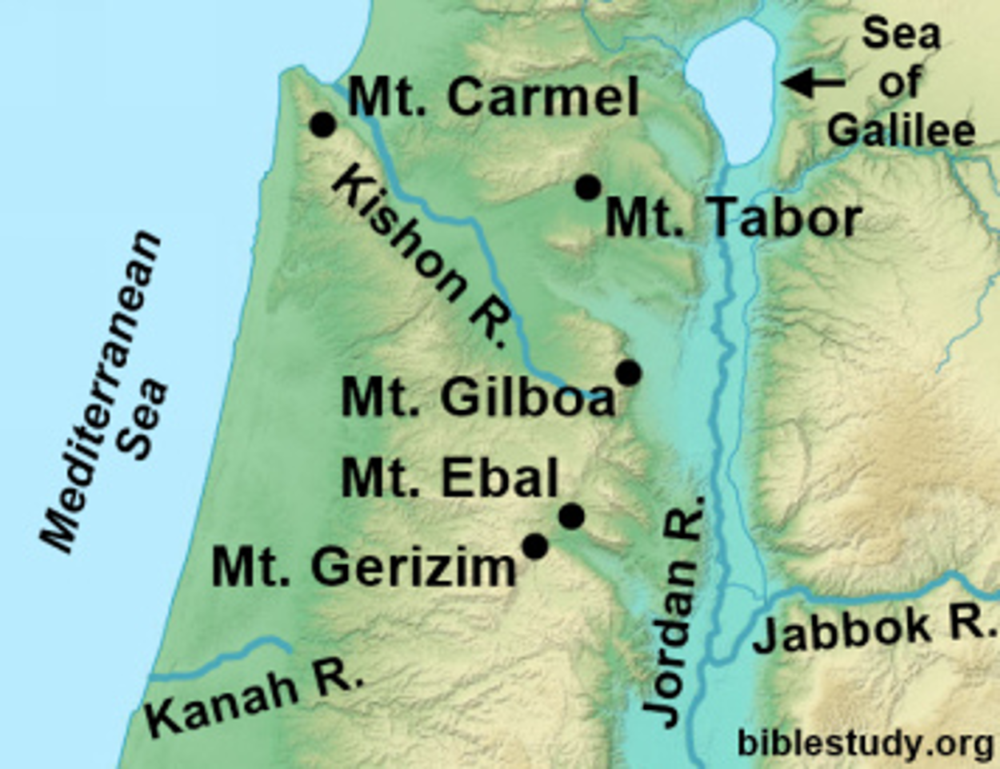 Sea
of
Galilee
Mt. Carmel
Mt. Tabor
Kishon R.
Mediterranean
Sea
Mt. Gilboa
Mt. Ebal
Mt. Gerizim
Jordan R.
Jabbok R.
Kanah R.
biblestudy.org